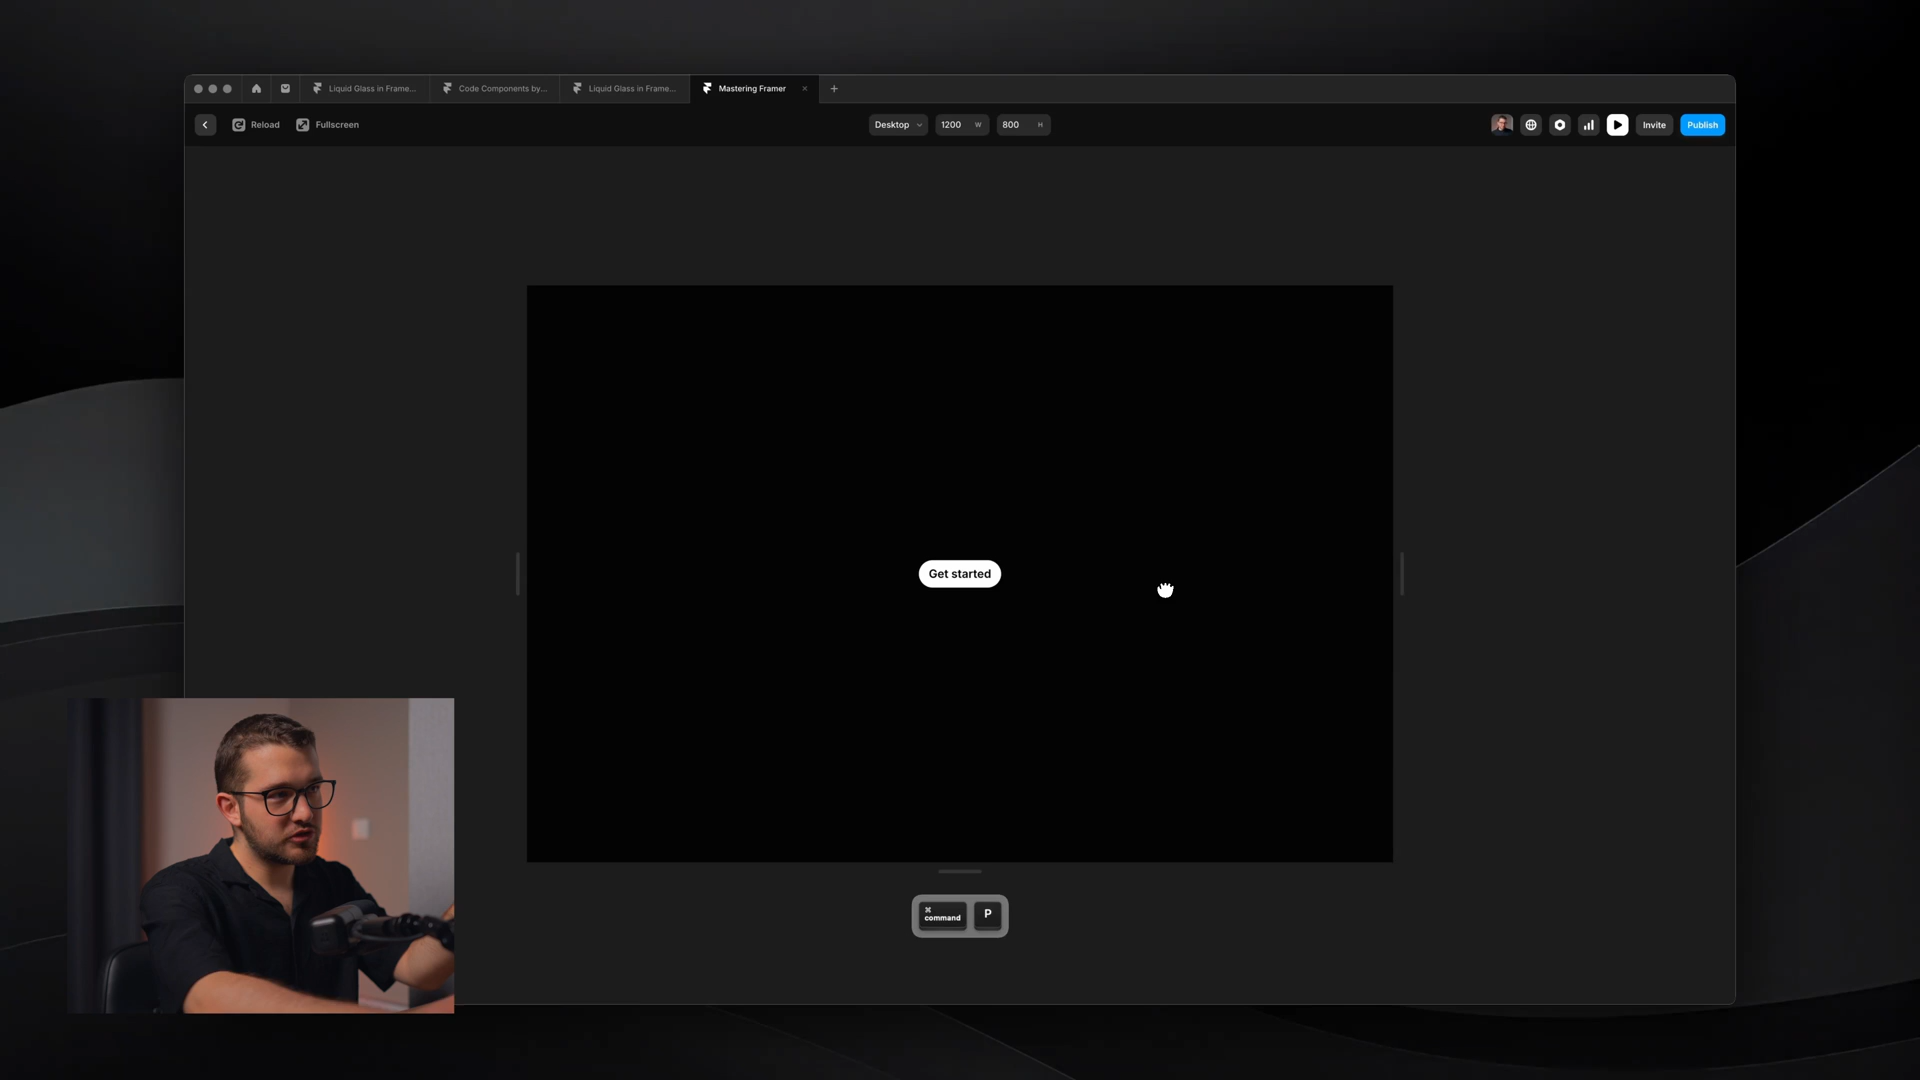 Liquid Glass in Frame...
Code Components by...
Liquid Glass in Frame...
Mastering Framer
Reload
Fullscreen
Desktop
1200 W
800 H
Invite
Publish
Get started
⌘
command
P